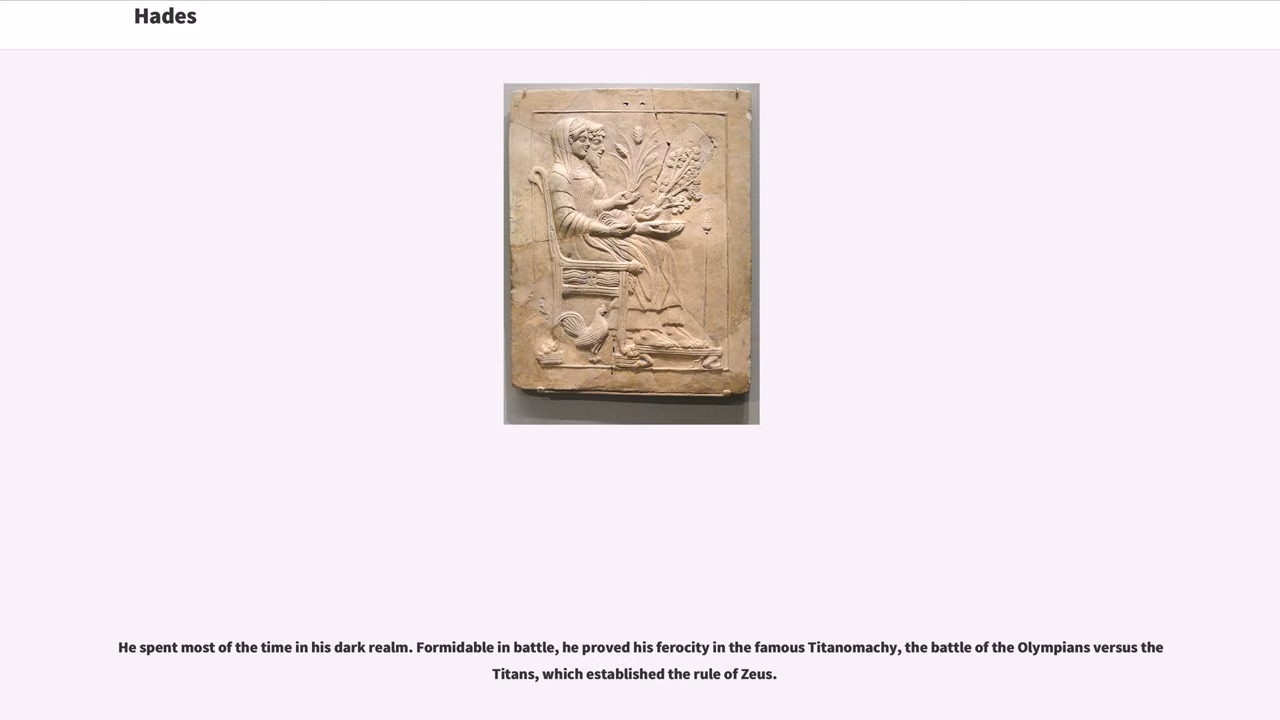 Hades
He spent most of the time in his dark realm. Formidable in battle, he proved his ferocity in the famous Titanomachy, the battle of the Olympians versus the
Titans, which established the rule of Zeus.